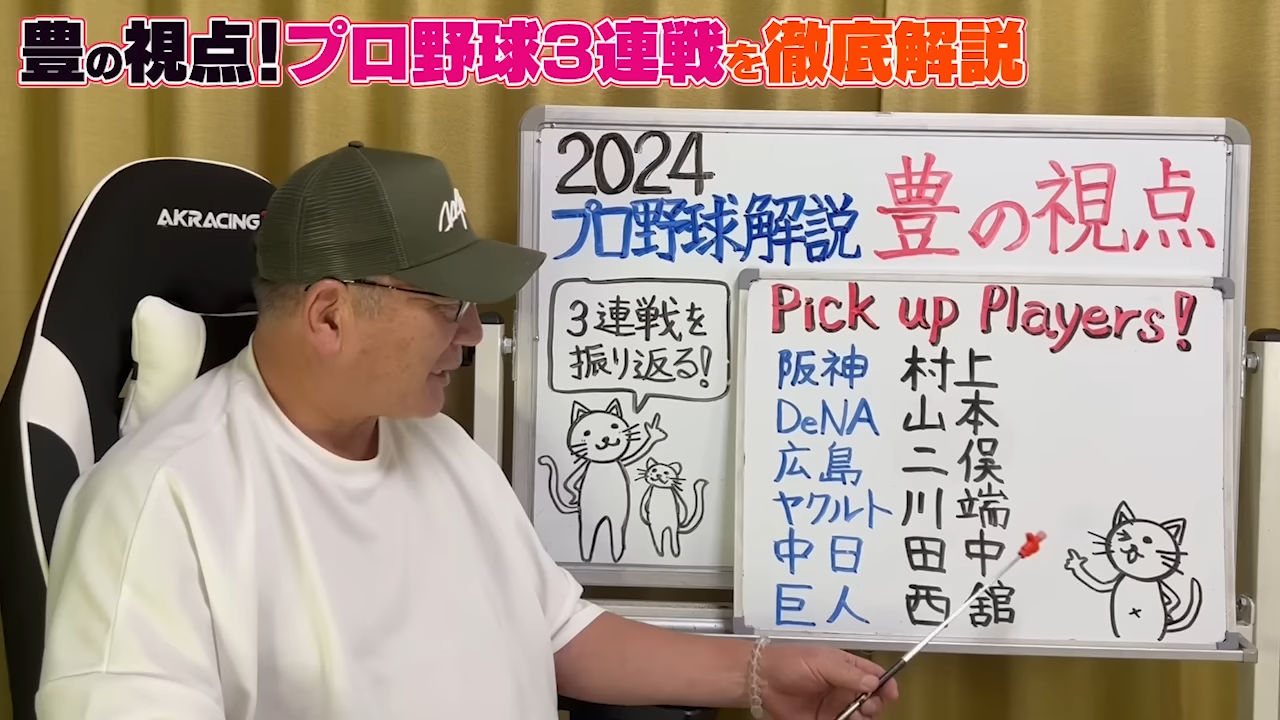 豊の視点!プロ野球3連戦を徹底解説
AKRACING
2024
プロ野球解説
豊の視点
3連戦を
振り返る!
Pick up Players!
阪神 村上
DeNA 山本
広島 二俣
ヤクルト 川端
中日 田中
巨人 西舘